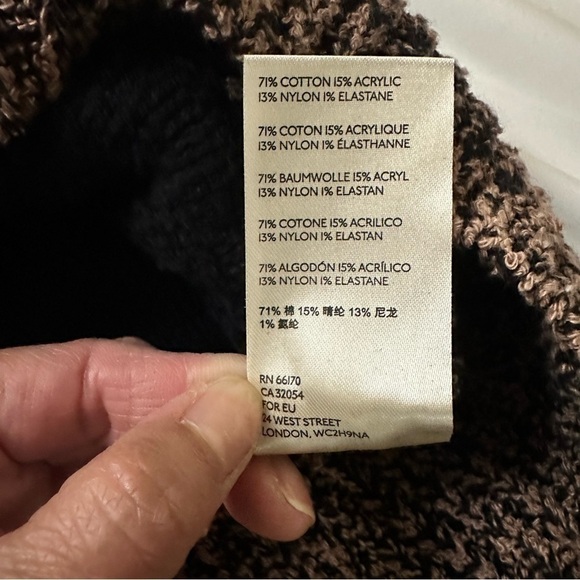 71% COTTON 15% ACRYLIC
13% NYLON 1% ELASTANE
71% COTON 15% ACRYLIQUE
13% NYLON 1% ÉLASTHANNE
71% BAUMWOLLE 15% ACRYL
13% NYLON 1% ELASTAN
71% COTONE 15% ACRILICO
13% NYLON 1% ELASTAN
71% ALGODÓN 15% ACRÍLICO
13% NYLON 1% ELASTANE
71% 棉 15% 晴纶 13% 尼龙
1% 氨纶
RN 66170
CA 32054
FOR EU
24 WEST STREET
LONDON, WC2H9NA